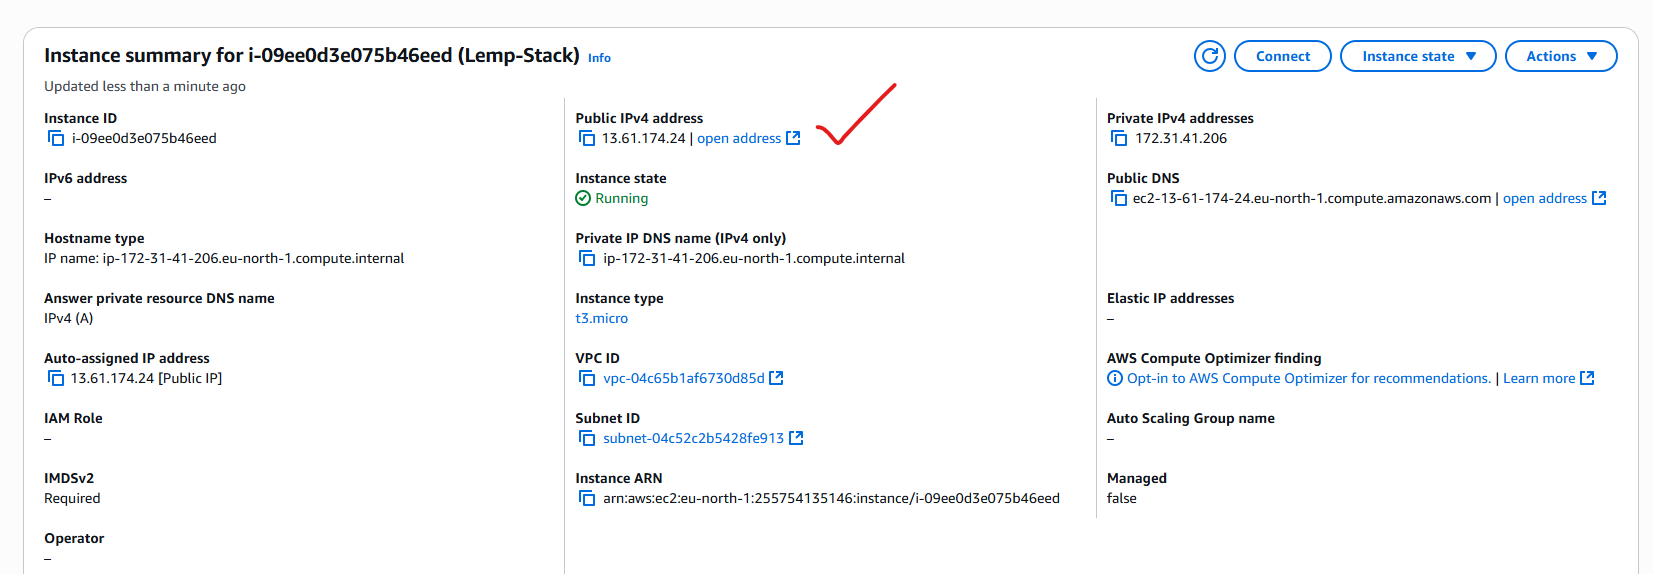 Instance summary for i-09ee0d3e075b46eed (Lemp-Stack) Info
Connect
Instance state
Actions
Updated less than a minute ago
Instance ID
i-09ee0d3e075b46eed
Public IPv4 address
13.61.174.24 | open address
Private IPv4 addresses
172.31.41.206
IPv6 address
–
Instance state
Running
Public DNS
ec2-13-61-174-24.eu-north-1.compute.amazonaws.com | open address
Hostname type
IP name: ip-172-31-41-206.eu-north-1.compute.internal
Private IP DNS name (IPv4 only)
ip-172-31-41-206.eu-north-1.compute.internal
Answer private resource DNS name
IPv4 (A)
Instance type
t3.micro
Elastic IP addresses
–
Auto-assigned IP address
13.61.174.24 [Public IP]
VPC ID
vpc-04c65b1af6730d85d
AWS Compute Optimizer finding
Opt-in to AWS Compute Optimizer for recommendations. | Learn more
IAM Role
–
Subnet ID
subnet-04c52c2b5428fe913
Auto Scaling Group name
–
IMDSv2
Required
Instance ARN
arn:aws:ec2:eu-north-1:255754135146:instance/i-09ee0d3e075b46eed
Managed
false
Operator
–